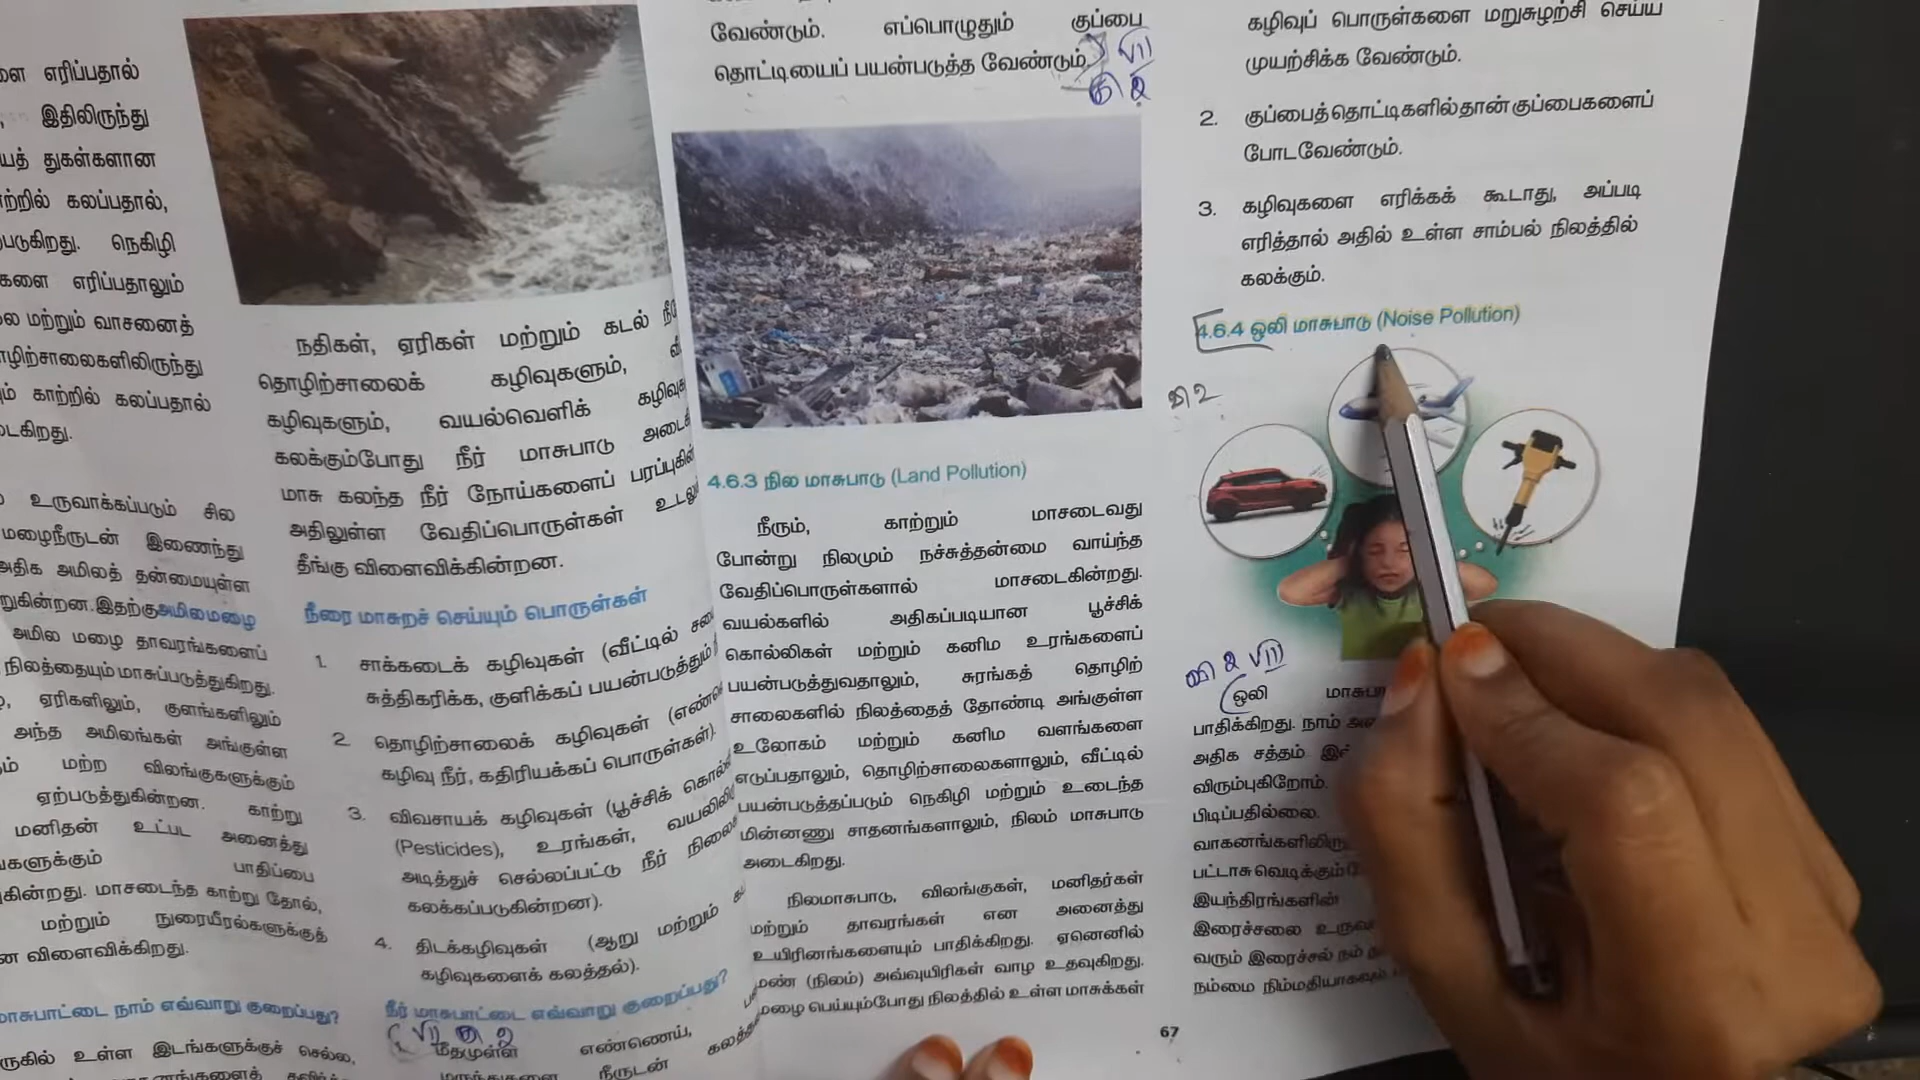 ளை எரிப்பதால்
இதிலிருந்து
யத் துகள்களான
ற்றில் கலப்பதால்,
படுகிறது. நெகிழி
களை எரிப்பதாலும்
லை மற்றும் வாசனைத்
ழிற்சாலைகளிலிருந்து
ம் காற்றில் கலப்பதால்
டைகிறது.
உருவாக்கப்படும் சில
மழைநீருடன் இணைந்து
அதிக அமிலத் தன்மையுள்ள
றுகின்றன.இதற்குஅமிலமழை
அமில மழை தாவரங்களைப்
நிலத்தையும் மாசுப்படுத்துகிறது.
ஏரிகளிலும், குளங்களிலும்
அந்த அமிலங்கள் அங்குள்ள
ம் மற்ற விலங்குகளுக்கும்
ஏற்படுத்துகின்றன. காற்று
மனிதன் உட்பட அனைத்து
களுக்கும் பாதிப்பை
கின்றது. மாசடைந்த காற்று தோல்,
மற்றும் நுரையீரல்களுக்குத்
ன விளைவிக்கிறது.
மாசுபாட்டை நாம் எவ்வாறு குறைப்பது?
ருகில் உள்ள இடங்களுக்குச் செல்ல,
நதிகள், ஏரிகள் மற்றும் கடல்
தொழிற்சாலைக் கழிவுகளும்,
கழிவுகளும், வயல்வெளிக்
கலக்கும்போது நீர் மாசுபாடு
மாசு கலந்த நீர் நோய்களைப்
அதிலுள்ள வேதிப்பொருள்கள்
தீங்கு விளைவிக்கின்றன.
நீரை மாசுறச் செய்யும் பொருள்கள்
1. சாக்கடைக் கழிவுகள் (வீட்டில்
சுத்திகரிக்க, குளிக்கப் பயன்படுத்தும்
2. தொழிற்சாலைக் கழிவுகள்
கழிவு நீர், கதிரியக்கப் பொருள்கள்).
3. விவசாயக் கழிவுகள் (பூச்சிக்
(Pesticides), உரங்கள்,
அடித்துச் செல்லப்பட்டு நீர்
கலக்கப்படுகின்றன).
4. திடக்கழிவுகள் (ஆறு மற்றும்
கழிவுகளைக் கலத்தல்).
நீர் மாசுபாட்டை எவ்வாறு குறைப்பது?
VII
மீதமுள்ள எண்ணெய்,
நீருடன்
வேண்டும். எப்பொழுதும் குப்பை
தொட்டியைப் பயன்படுத்த வேண்டும்.
VII
4.6.3 நில மாசுபாடு (Land Pollution)
நீரும், காற்றும் மாசடைவது
போன்று நிலமும் நச்சுத்தன்மை வாய்ந்த
வேதிப்பொருள்களால் மாசடைகின்றது.
வயல்களில் அதிகப்படியான பூச்சிக்
கொல்லிகள் மற்றும் கனிம உரங்களைப்
பயன்படுத்துவதாலும், சுரங்கத் தொழிற்
சாலைகளில் நிலத்தைத் தோண்டி அங்குள்ள
உலோகம் மற்றும் கனிம வளங்களை
எடுப்பதாலும், தொழிற்சாலைகளாலும், வீட்டில்
பயன்படுத்தப்படும் நெகிழி மற்றும் உடைந்த
மின்னணு சாதனங்களாலும், நிலம் மாசுபாடு
அடைகிறது.
நிலமாசுபாடு, விலங்குகள், மனிதர்கள்
மற்றும் தாவரங்கள் என அனைத்து
உயிரினங்களையும் பாதிக்கிறது. ஏனெனில்
மண் (நிலம்) அவ்வுயிரிகள் வாழ உதவுகிறது.
மழை பெய்யும்போது நிலத்தில் உள்ள மாசுக்கள்
கழிவுப் பொருள்களை மறுசுழற்சி செய்ய
முயற்சிக்க வேண்டும்.
2. குப்பைத்தொட்டிகளில்தான் குப்பைகளைப்
போடவேண்டும்.
3. கழிவுகளை எரிக்கக் கூடாது, அப்படி
எரித்தால் அதில் உள்ள சாம்பல் நிலத்தில்
கலக்கும்.
4.6.4 ஒலி மாசுபாடு (Noise Pollution)
VIII
ஒலி
பாதிக்கிறது. நாம்
அதிக சத்தம்
விரும்புகிறோம்.
பிடிப்பதில்லை.
பட்டாசு
இயந்திரங்களின்
இரைச்சலை
வரும் இரைச்சல் நம்
நம்மை
67